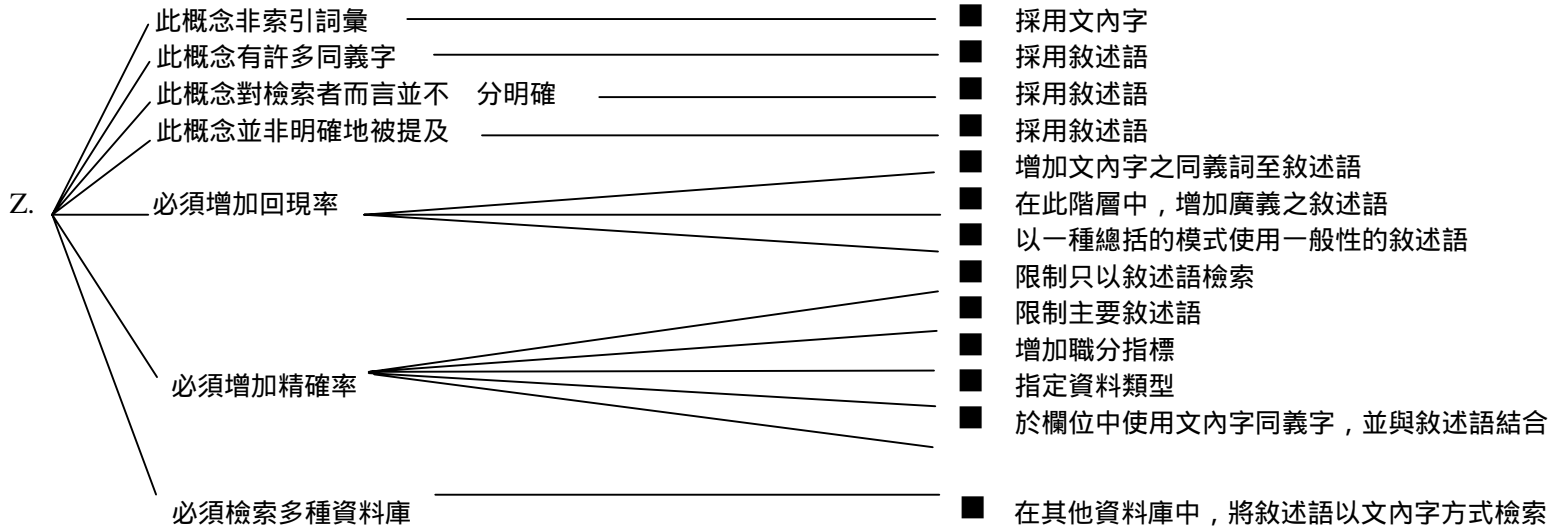 此概念非索引詞彙 ■ 採用文內字
此概念有許多同義字 ■ 採用敘述語
此概念對檢索者而言並不 分明確 ■ 採用敘述語
此概念並非明確地被提及 ■ 採用敘述語
■ 增加文內字之同義詞至敘述語
Z. 必須增加回現率 ■ 在此階層中，增加廣義之敘述語
■ 以一種總括的模式使用一般性的敘述語
■ 限制只以敘述語檢索
■ 限制主要敘述語
■ 增加職分指標
必須增加精確率 ■ 指定資料類型
■ 於欄位中使用文內字同義字，並與敘述語結合
必須檢索多種資料庫 ■ 在其他資料庫中，將敘述語以文內字方式檢索